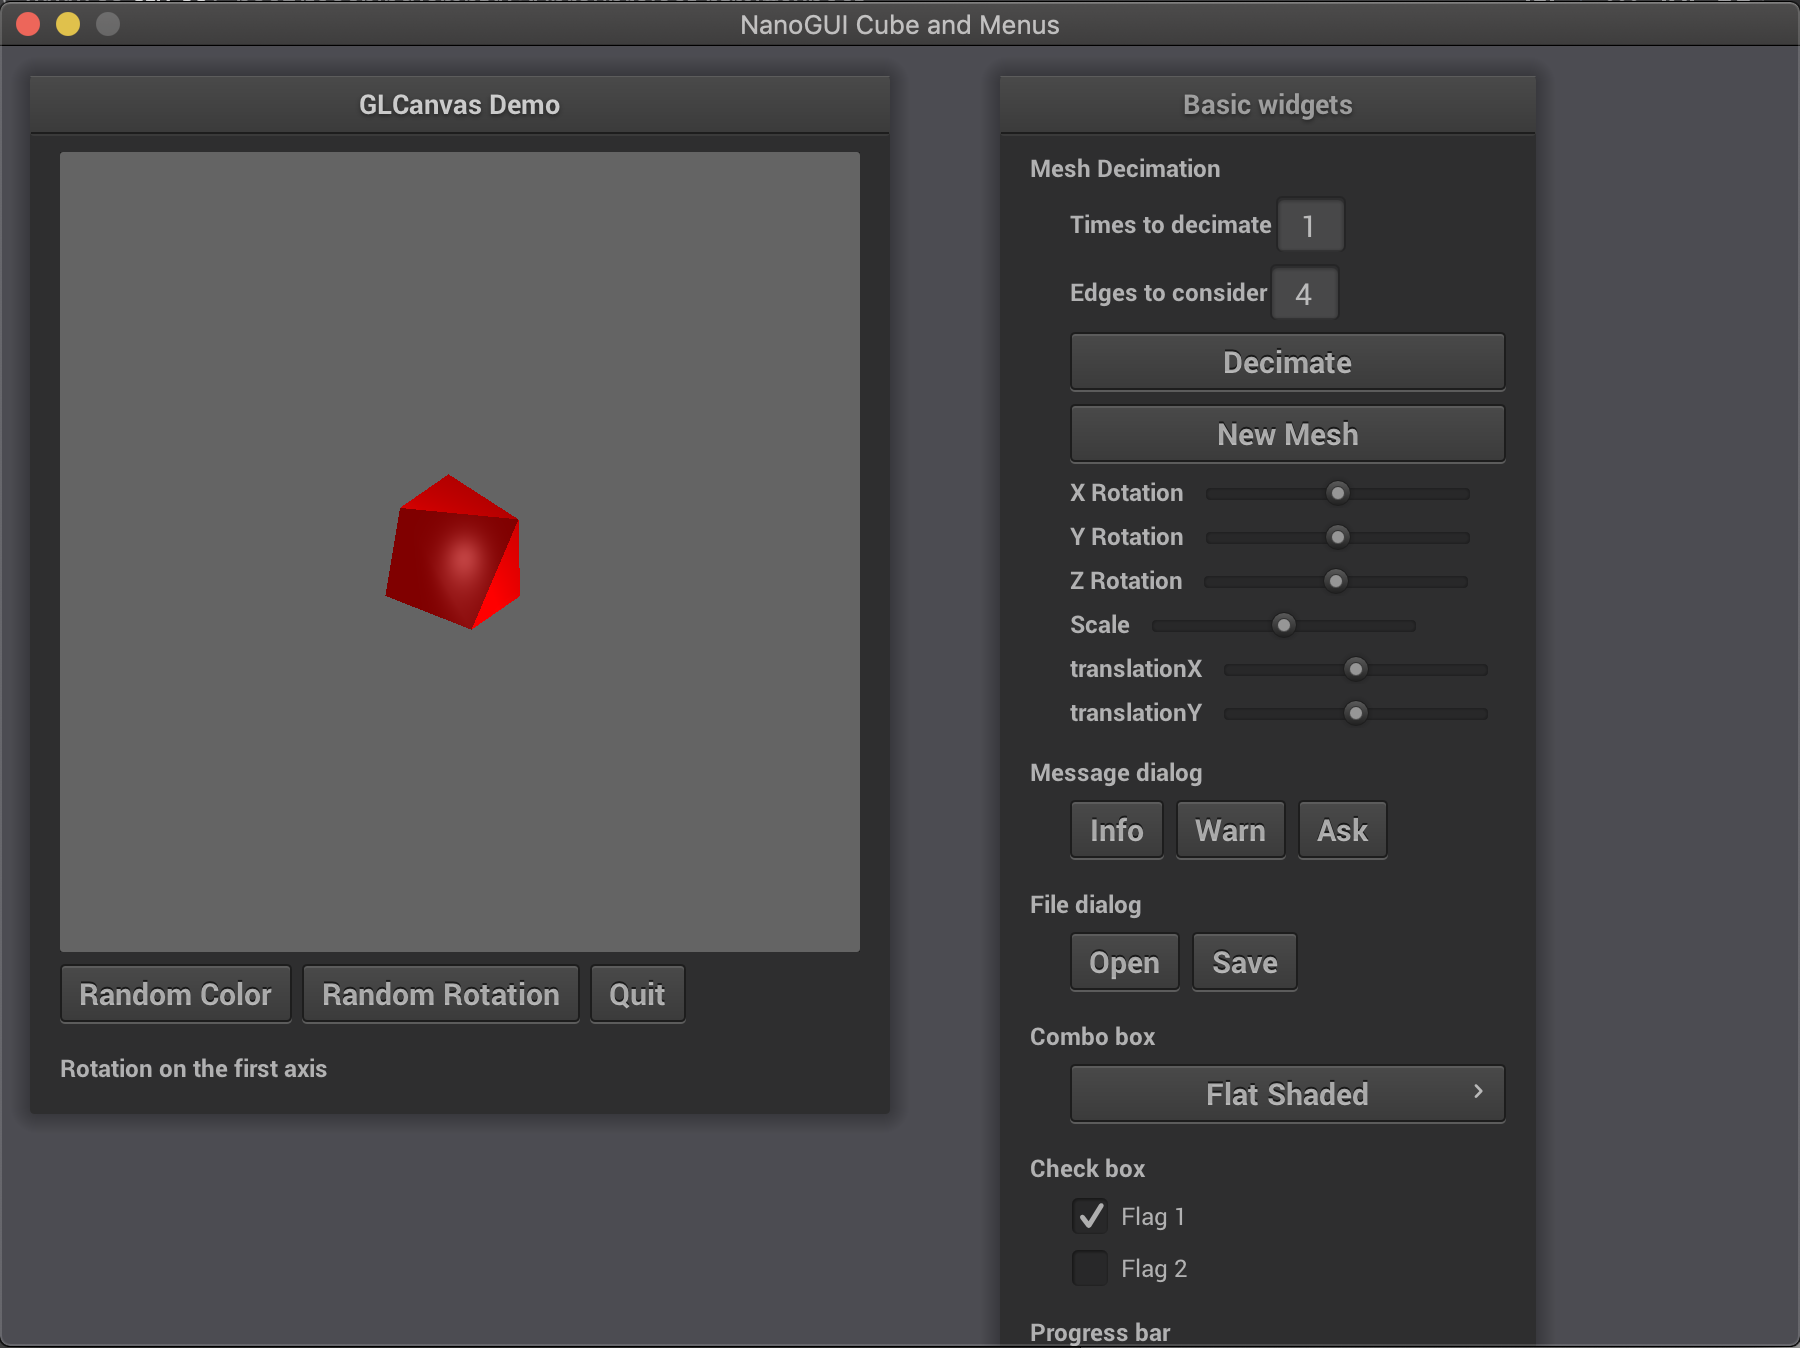 NanoGUI Cube and Menus
GLCanvas Demo
Random Color
Random Rotation
Quit
Rotation on the first axis
Basic widgets
Mesh Decimation
Times to decimate 1
Edges to consider 4
Decimate
New Mesh
X Rotation
Y Rotation
Z Rotation
Scale
translationX
translationY
Message dialog
Info
Warn
Ask
File dialog
Open
Save
Combo box
Flat Shaded
Check box
Flag 1
Flag 2
Progress bar